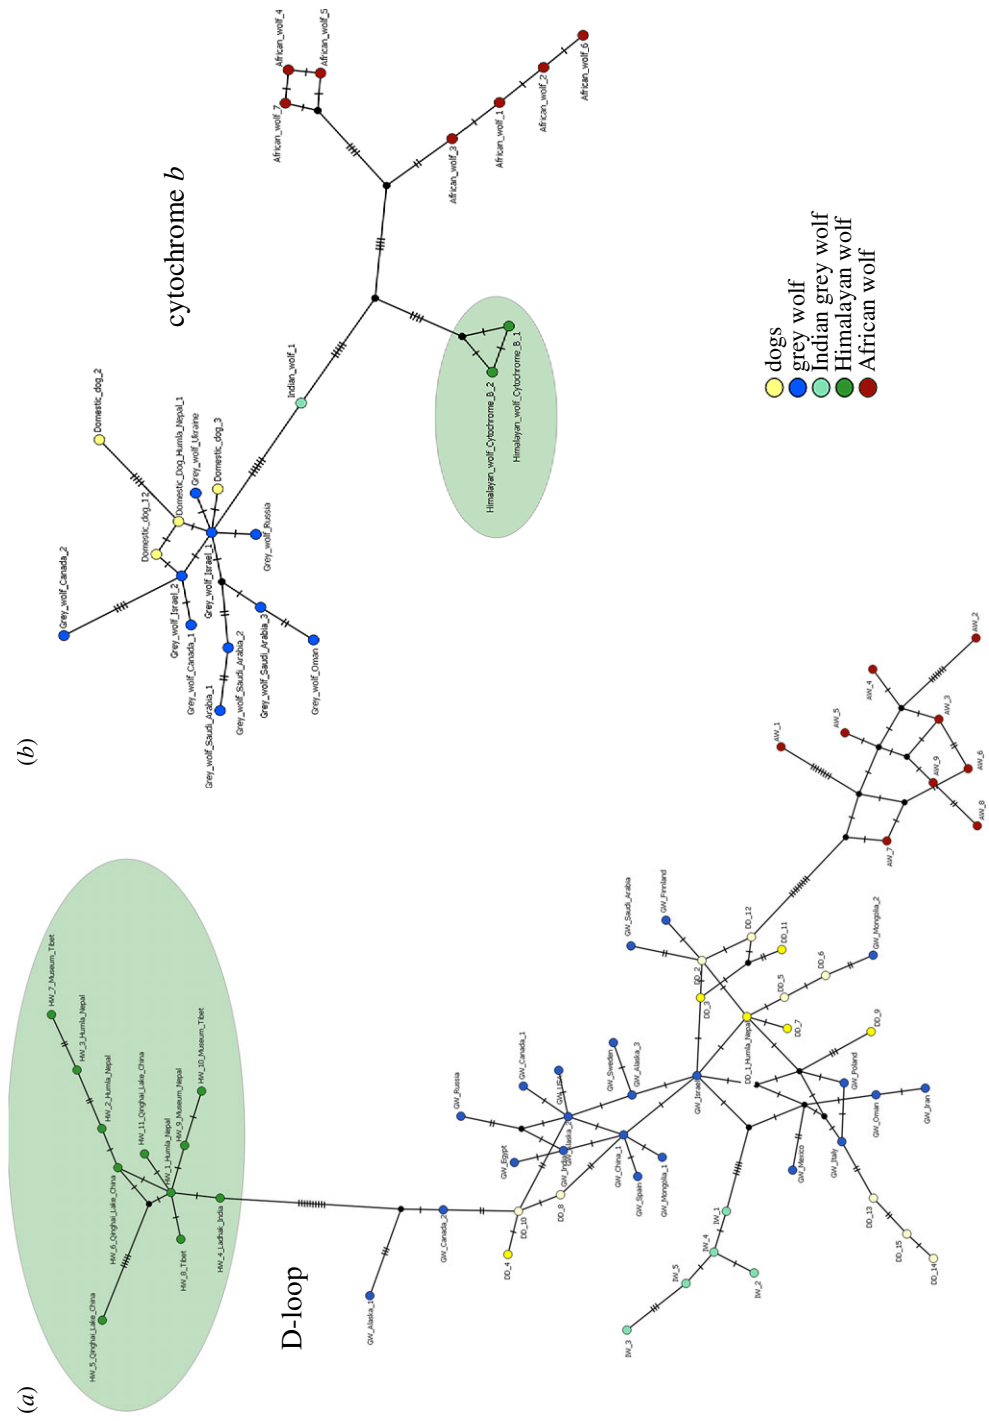 (a)
D-loop
HW_5_Qinghai_Lake_China
HW_6_Qinghai_Lake_China
HW_7_Museum_Tibet
HW_3_Humla_Nepal
HW_2_Humla_Nepal
HW_11_Qinghai_Lake_China
HW_1_Humla_Nepal
HW_9_Museum_Nepal
HW_10_Museum_Tibet
HW_8_Tibet
HW_4_Ladhak_India
GW_Alaska_1
GW_Canada_2
DD_4
DD_10
DD_8
GW_Russia
GW_Egypt
GW_Canada_1
GW_USA
GW_India
GW_Alaska_2
GW_China_1
GW_Spain
GW_Mongolia_1
GW_Sweden
GW_Alaska_3
GW_Israel
GW_Saudi_Arabia
GW_Finnland
DD_2
DD_3
DD_12
DD_11
DD_1_Humla_Nepal
DD_5
DD_6
GW_Mongolia_2
DD_7
DD_9
GW_Poland
GW_Oman
GW_Iran
GW_Mexico
GW_Italy
DD_13
DD_15
DD_14
IW_1
IW_4
IW_5
IW_2
IW_3
AW_1
AW_5
AW_4
AW_2
AW_3
AW_9
AW_6
AW_8
AW_7
(b)
cytochrome b
Grey_wolf_Canada_2
Domestic_dog_2
Domestic_dog_12
Domestic_Dog_Humla_Nepal_1
Grey_wolf_Ukraine
Domestic_dog_3
Grey_wolf_Russia
Grey_wolf_Israel_2
Grey_wolf_Israel_1
Grey_wolf_Canada_1
Grey_wolf_Saudi_Arabia_1
Grey_wolf_Saudi_Arabia_2
Grey_wolf_Saudi_Arabia_3
Grey_wolf_Oman
Indian_wolf_1
Himalayan_wolf_Cytochrome_B_2
Himalayan_wolf_Cytochrome_B_1
African_wolf_7
African_wolf_4
African_wolf_5
African_wolf_3
African_wolf_1
African_wolf_2
African_wolf_6
dogs
grey wolf
Indian grey wolf
Himalayan wolf
African wolf